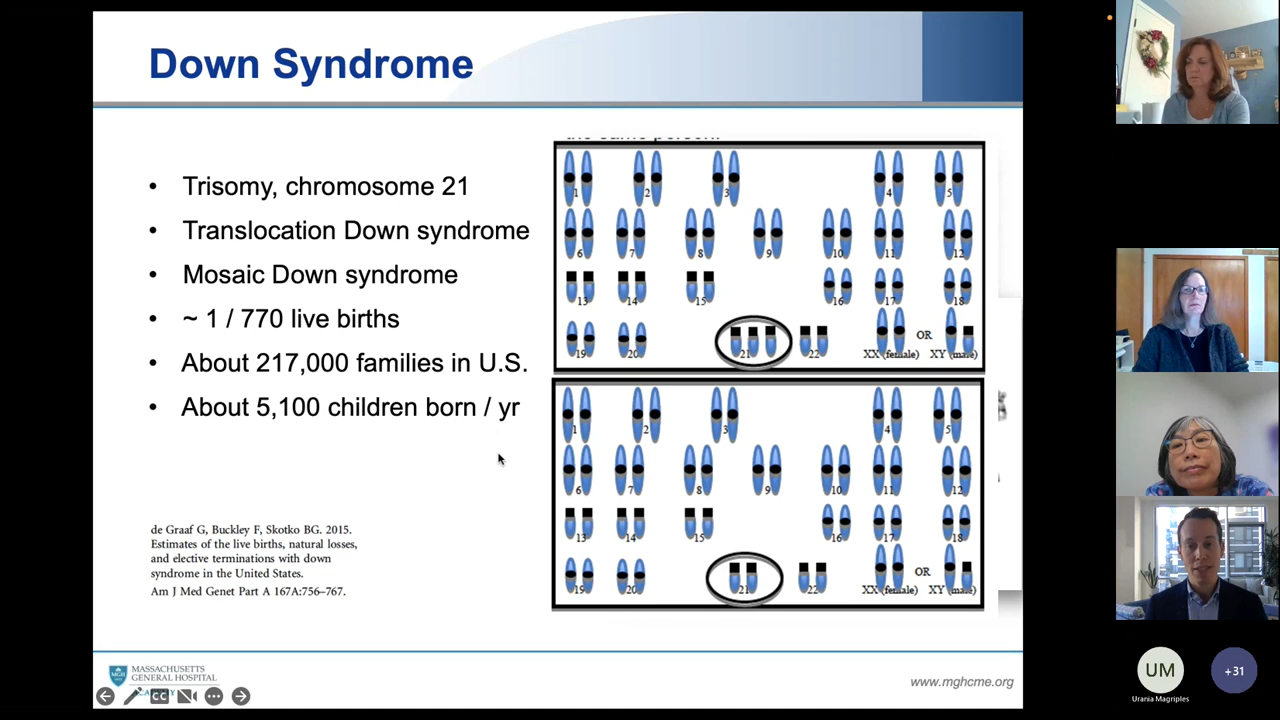 Down Syndrome
• Trisomy, chromosome 21
• Translocation Down syndrome
• Mosaic Down syndrome
• ~ 1 / 770 live births
• About 217,000 families in U.S.
• About 5,100 children born / yr
de Graaf G, Buckley F, Skotko BG. 2015.
Estimates of the live births, natural losses,
and elective terminations with down
syndrome in the United States.
Am J Med Genet Part A 167A:756–767.
1 2 3 4 5
6 7 8 9 10 11 12
13 14 15 16 17 18
OR
19 20 21 22 XX (female) XY (male)
1 2 3 4 5
6 7 8 9 10 11 12
13 14 15 16 17 18
OR
19 20 21 22 XX (female) XY (male)
MGH
MASSACHUSETTS
GENERAL HOSPITAL
CC
www.mghcme.org
UM
+31
Urania Magriples